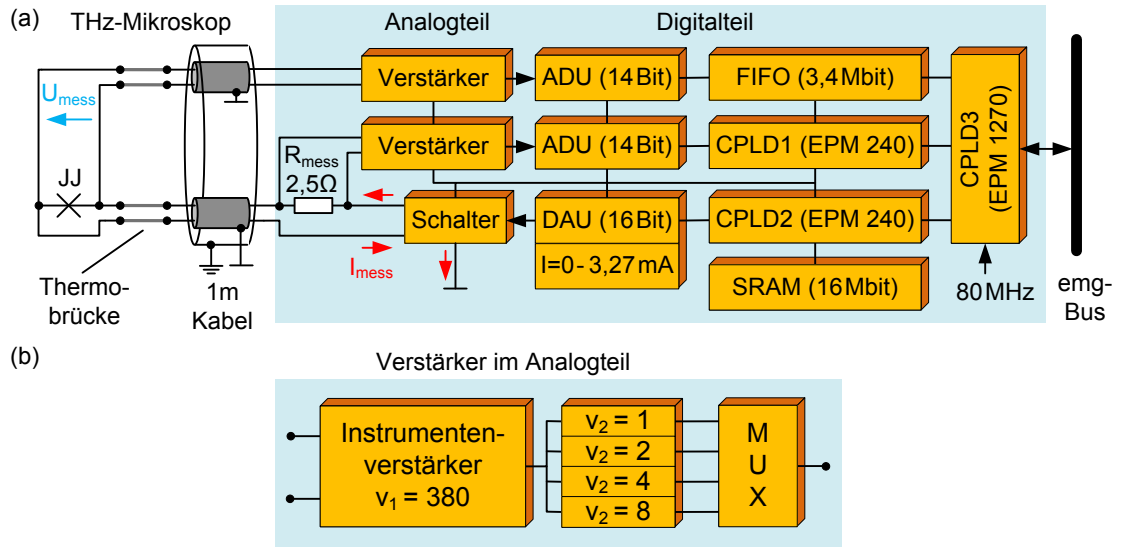 (a)
THz-Mikroskop
Analogteil
Digitalteil
Verstärker
ADU (14 Bit)
FIFO (3,4 Mbit)
U_mess
Verstärker
ADU (14 Bit)
CPLD1 (EPM 240)
CPLD3
(EPM 1270)
R_mess
2,5Ω
JJ
Schalter
DAU (16 Bit)
CPLD2 (EPM 240)
I_mess
I=0 - 3,27 mA
SRAM (16 Mbit)
Thermo-
brücke
1m
Kabel
80 MHz
emg-
Bus
(b)
Verstärker im Analogteil
Instrumenten-
verstärker
v₁ = 380
v₂ = 1
v₂ = 2
v₂ = 4
v₂ = 8
M
U
X